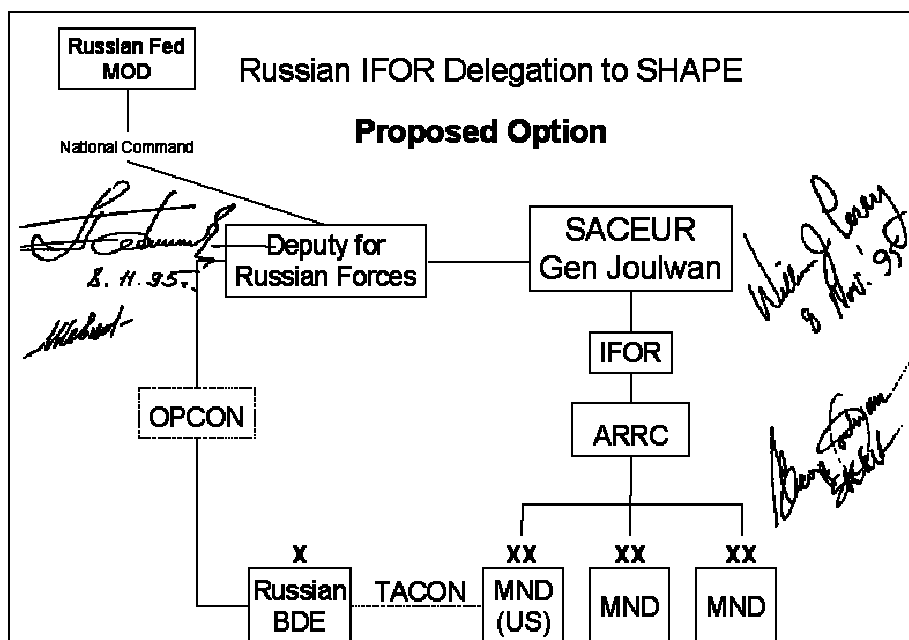 Russian Fed
MOD
Russian IFOR Delegation to SHAPE
Proposed Option
National Command
SACEUR
Gen Joulwan
Deputy for
Russian Forces
8.11.95.
William J Perry
8 Nov. '95
IFOR
OPCON
ARRC
X
XX
XX
XX
Russian
BDE
TACON
MND
(US)
MND
MND